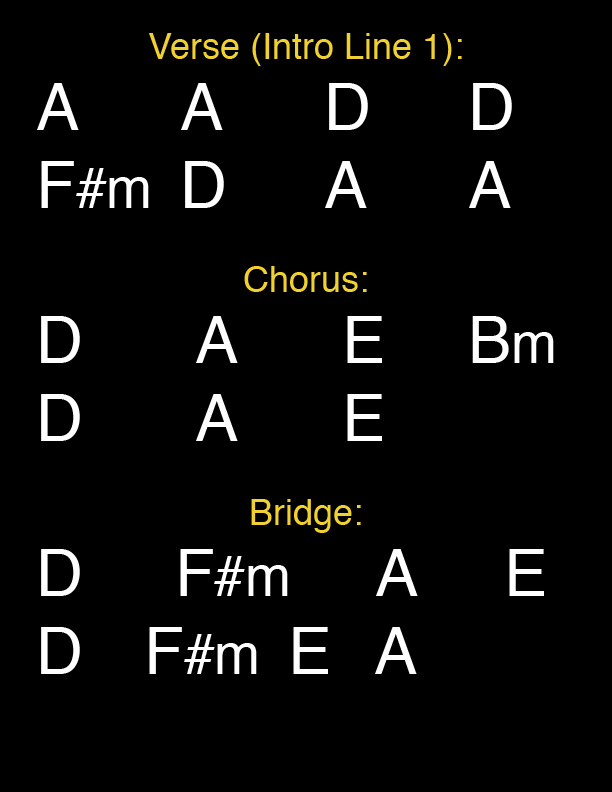 Verse (Intro Line 1):
A A D D
F#m D A A
Chorus:
D A E Bm
D A E
Bridge:
D F#m A E
D F#m E A